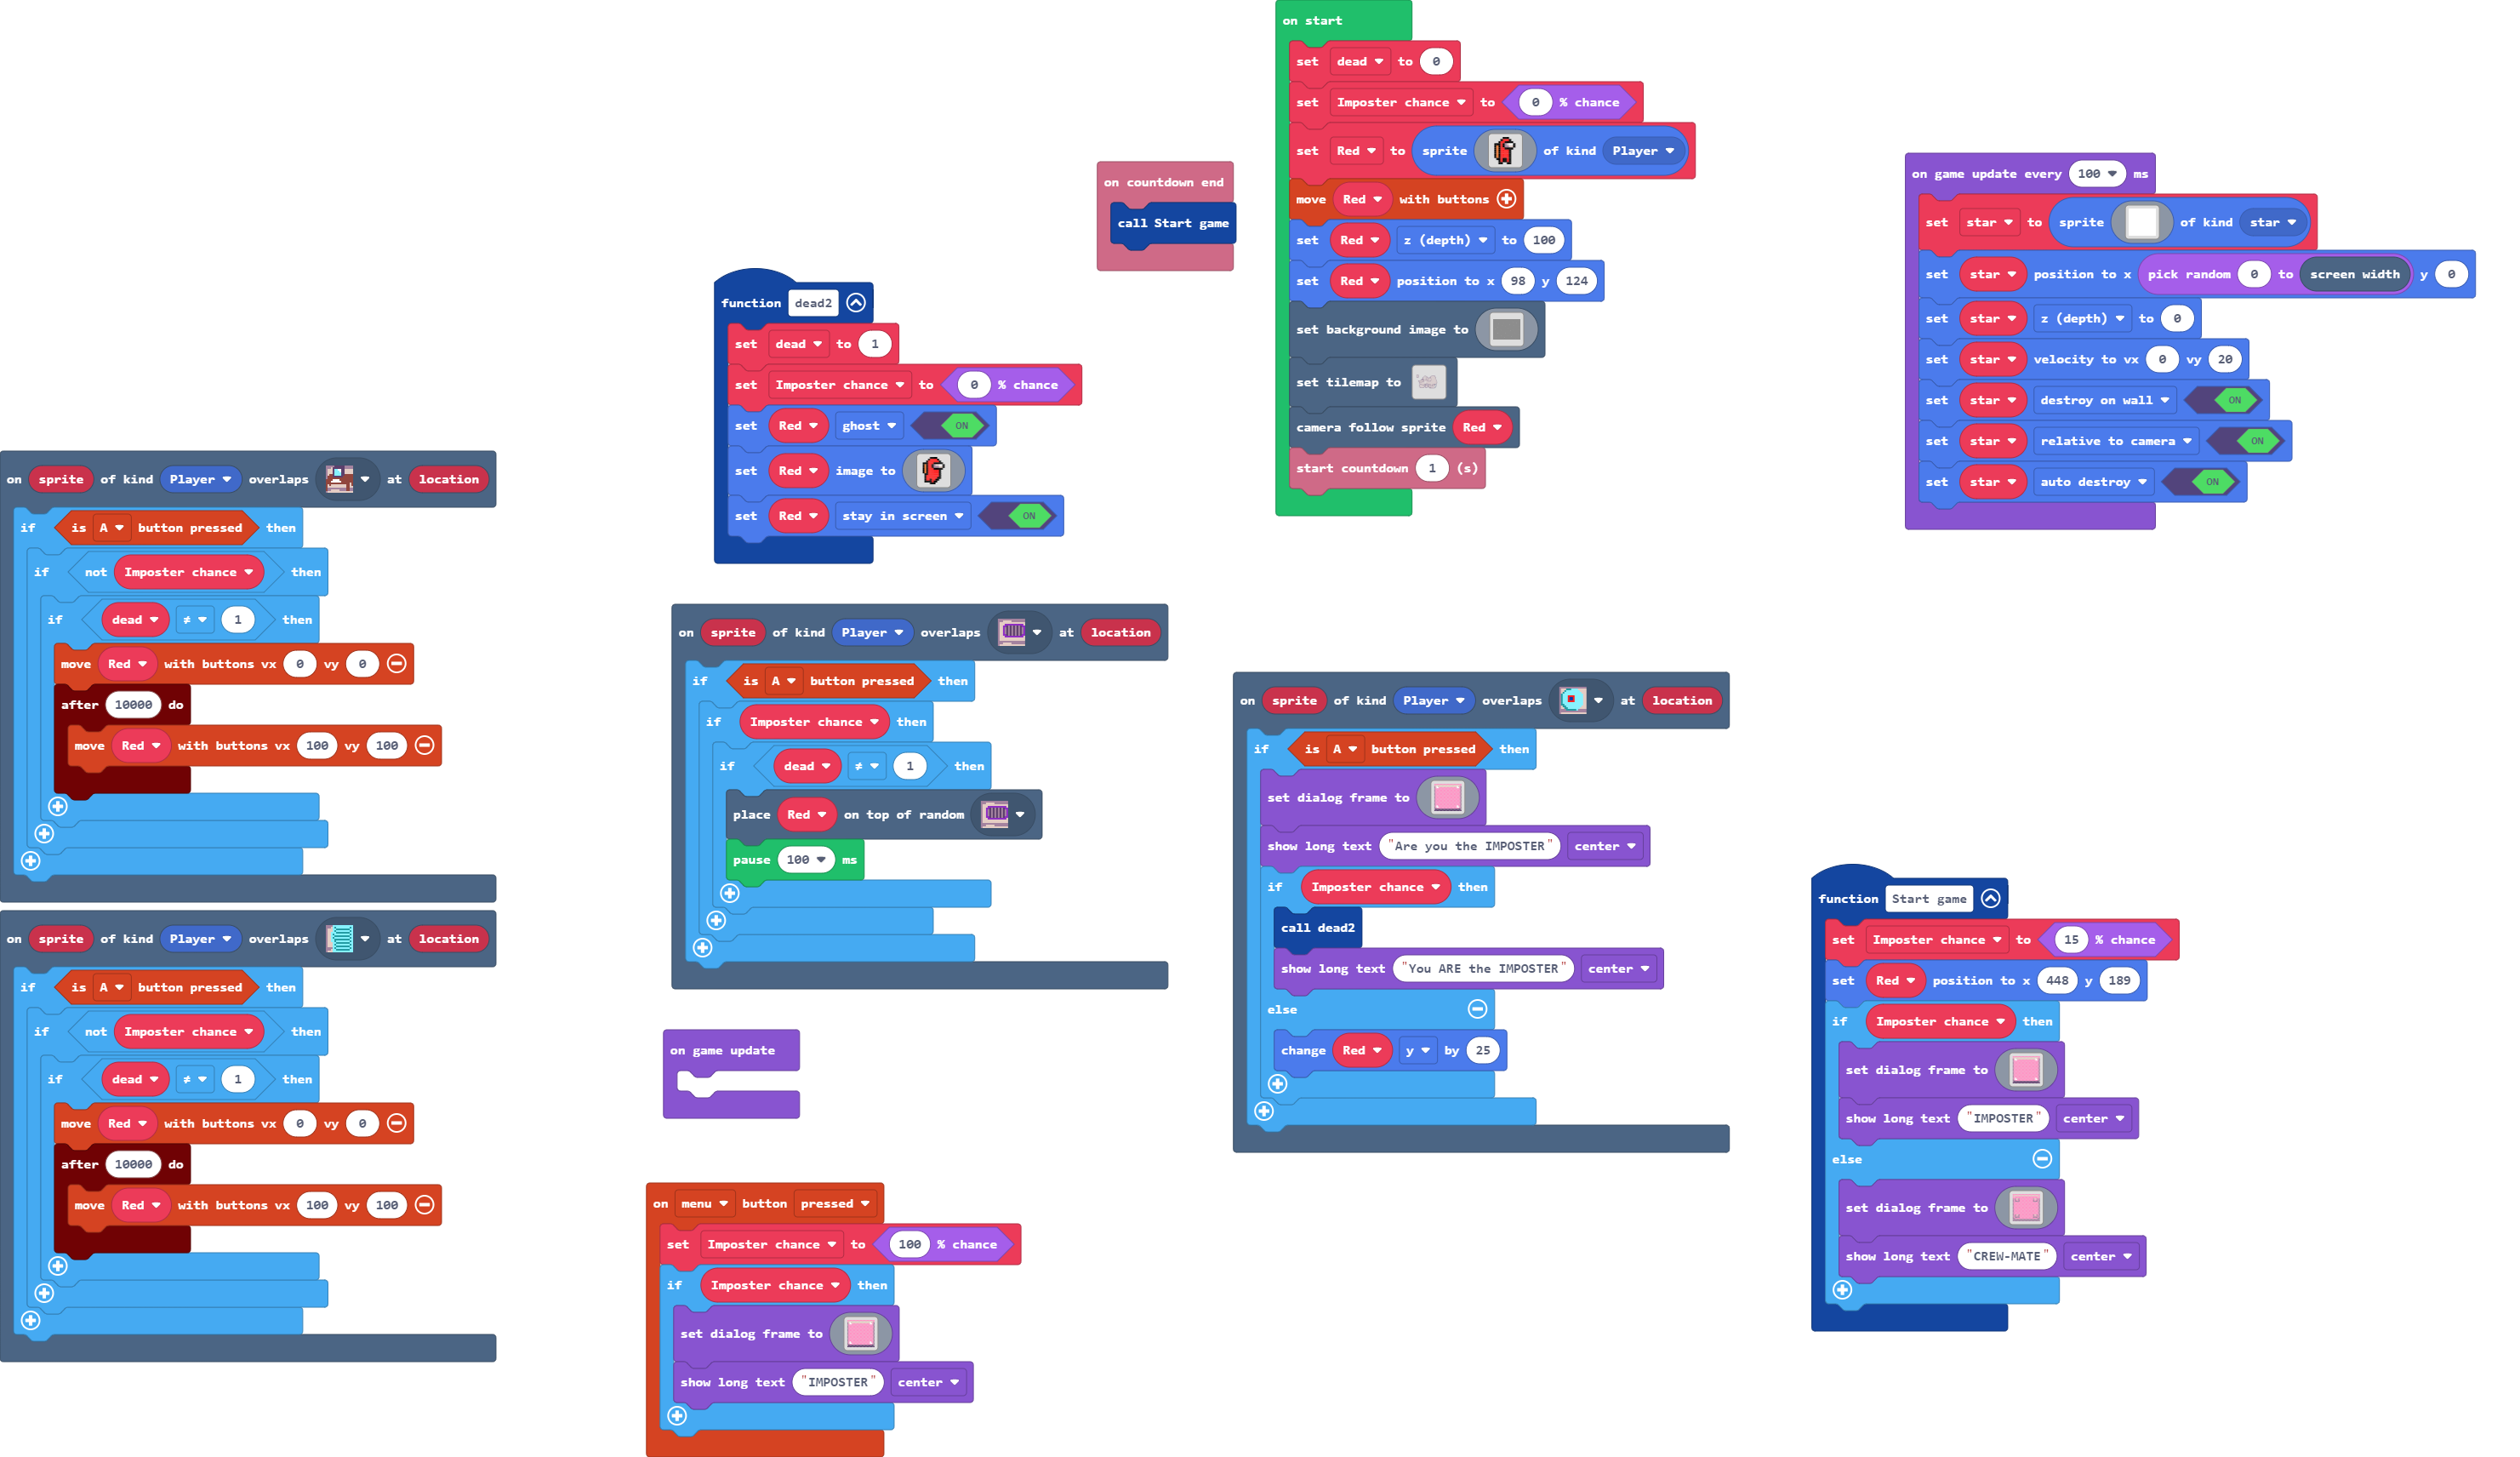 on start
set dead to 0
set Imposter chance to 0 % chance
set Red to sprite of kind Player
move Red with buttons
set Red z (depth) to 100
set Red position to x 98 y 124
set background image to
set tilemap to
camera follow sprite Red
start countdown 1 (s)
on countdown end
call Start game
on game update every 100 ms
set star to sprite of kind star
set star position to x pick random 0 to screen width y 0
set star z (depth) to 0
set star velocity to vx 0 vy 20
set star destroy on wall ON
set star relative to camera ON
set star auto destroy ON
function dead2
set dead to 1
set Imposter chance to 0 % chance
set Red ghost ON
set Red image to
set Red stay in screen ON
on sprite of kind Player overlaps at location
if is A button pressed then
if not Imposter chance then
if dead ≠ 1 then
move Red with buttons vx 0 vy 0
after 10000 do
move Red with buttons vx 100 vy 100
on sprite of kind Player overlaps at location
if is A button pressed then
if not Imposter chance then
if dead ≠ 1 then
move Red with buttons vx 0 vy 0
after 10000 do
move Red with buttons vx 100 vy 100
on sprite of kind Player overlaps at location
if is A button pressed then
if Imposter chance then
if dead ≠ 1 then
place Red on top of random
pause 100 ms
on game update
on menu button pressed
set Imposter chance to 100 % chance
if Imposter chance then
set dialog frame to
show long text "IMPOSTER" center
on sprite of kind Player overlaps at location
if is A button pressed then
set dialog frame to
show long text "Are you the IMPOSTER" center
if Imposter chance then
call dead2
show long text "You ARE the IMPOSTER" center
else
change Red y by 25
function Start game
set Imposter chance to 15 % chance
set Red position to x 448 y 189
if Imposter chance then
set dialog frame to
show long text "IMPOSTER" center
else
set dialog frame to
show long text "CREW-MATE" center